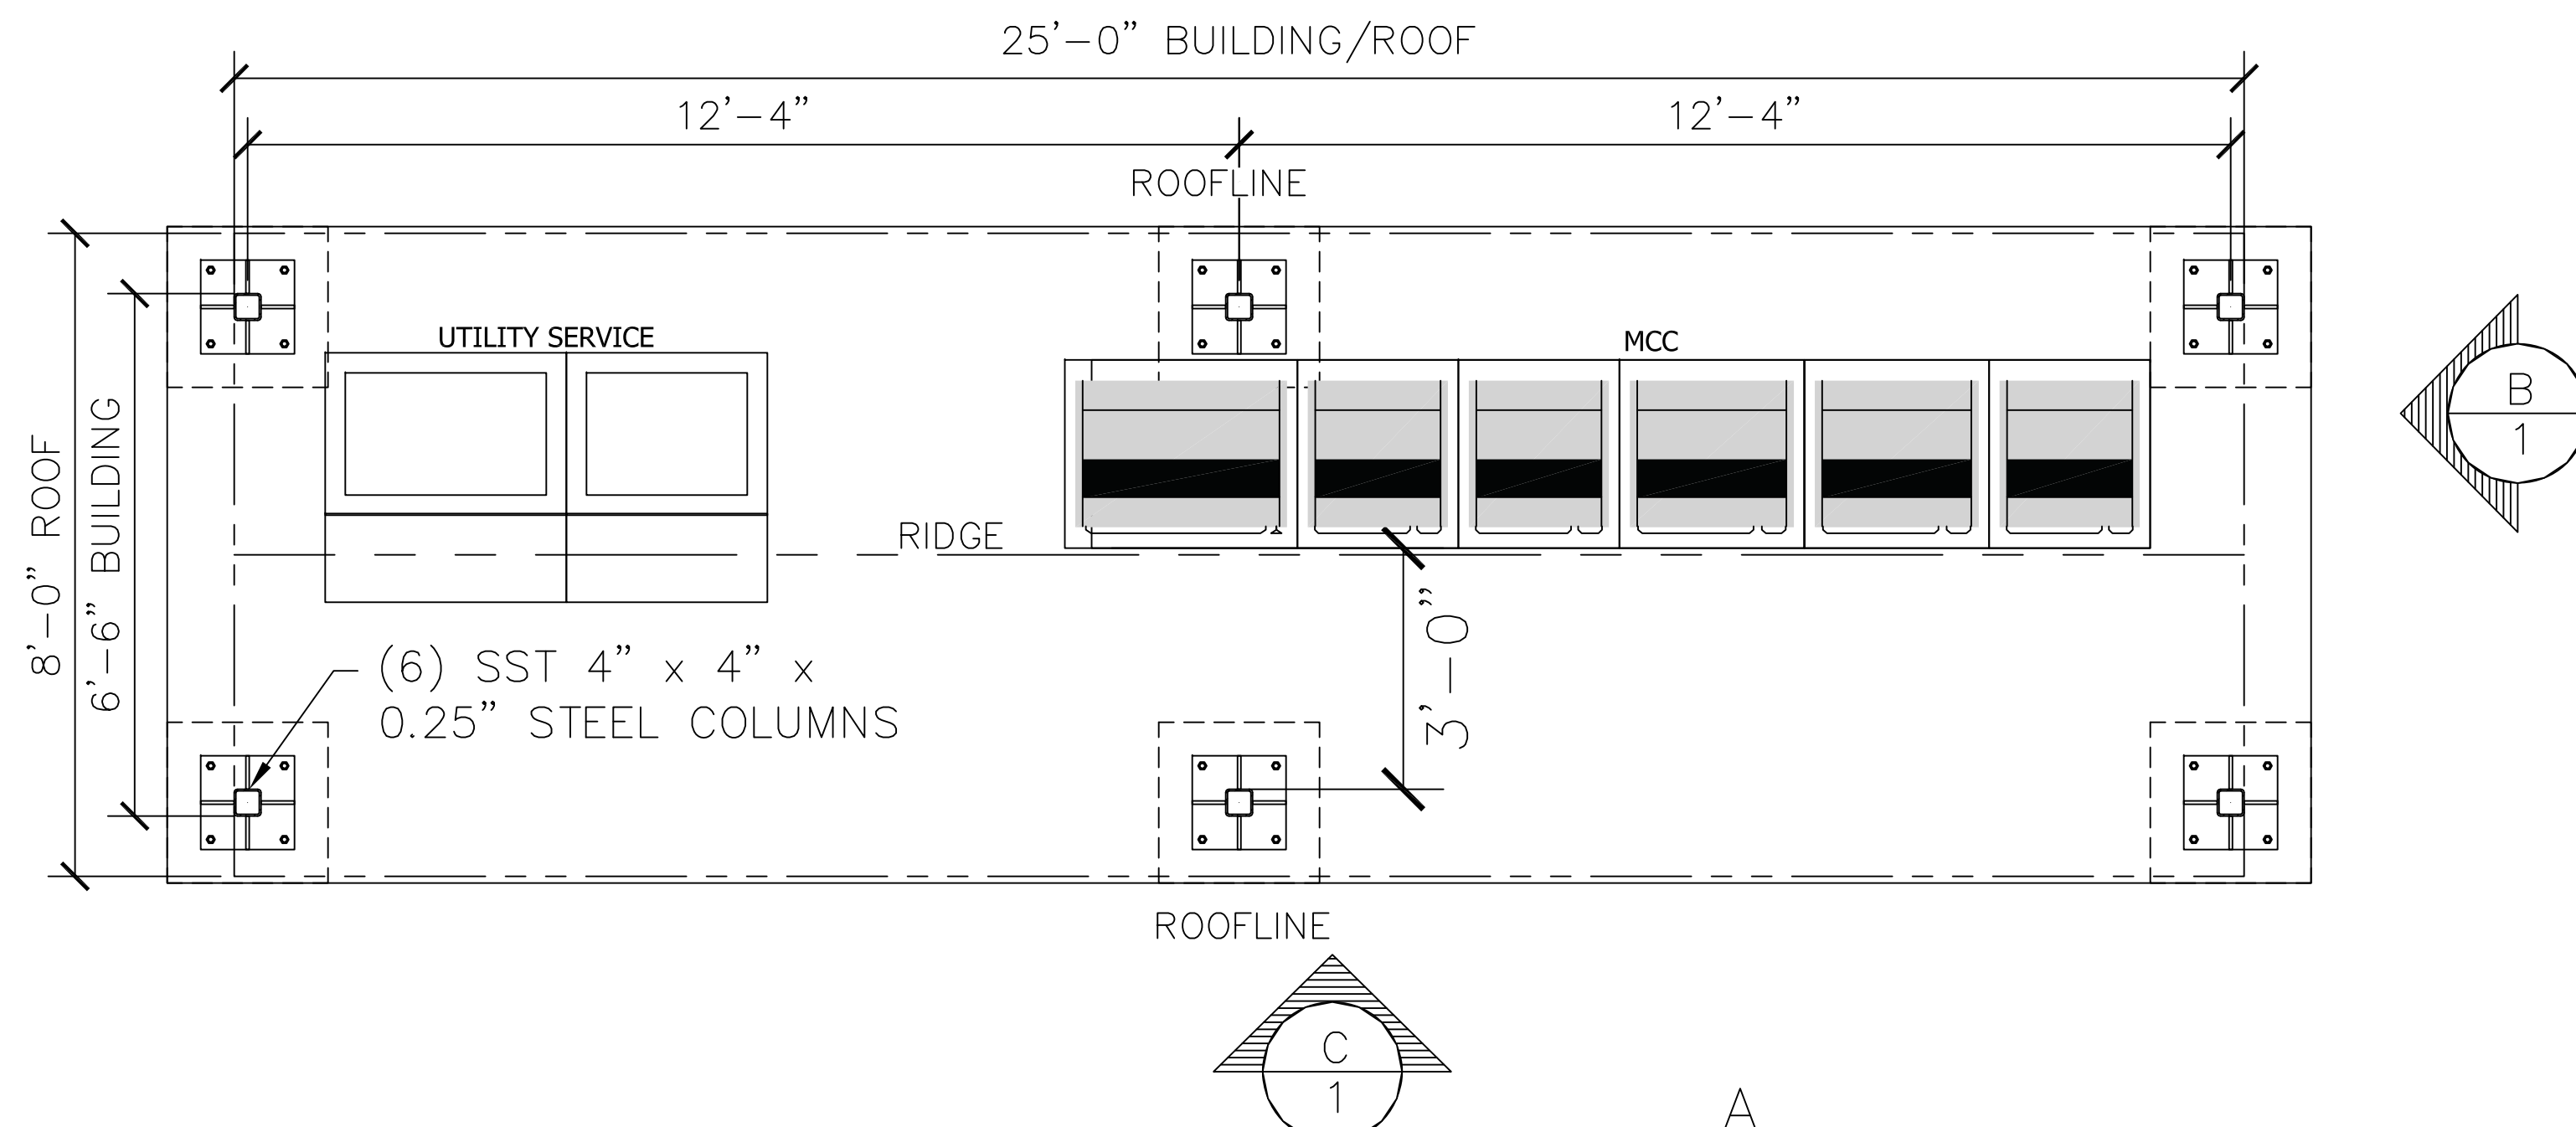 25'-0" BUILDING/ROOF
12'-4"
12'-4"
ROOFLINE
UTILITY SERVICE
MCC
8'-0" ROOF
6'-6" BUILDING
B
1
RIDGE
3'-0"
(6) SST 4" x 4" x
0.25" STEEL COLUMNS
ROOFLINE
C
1
A